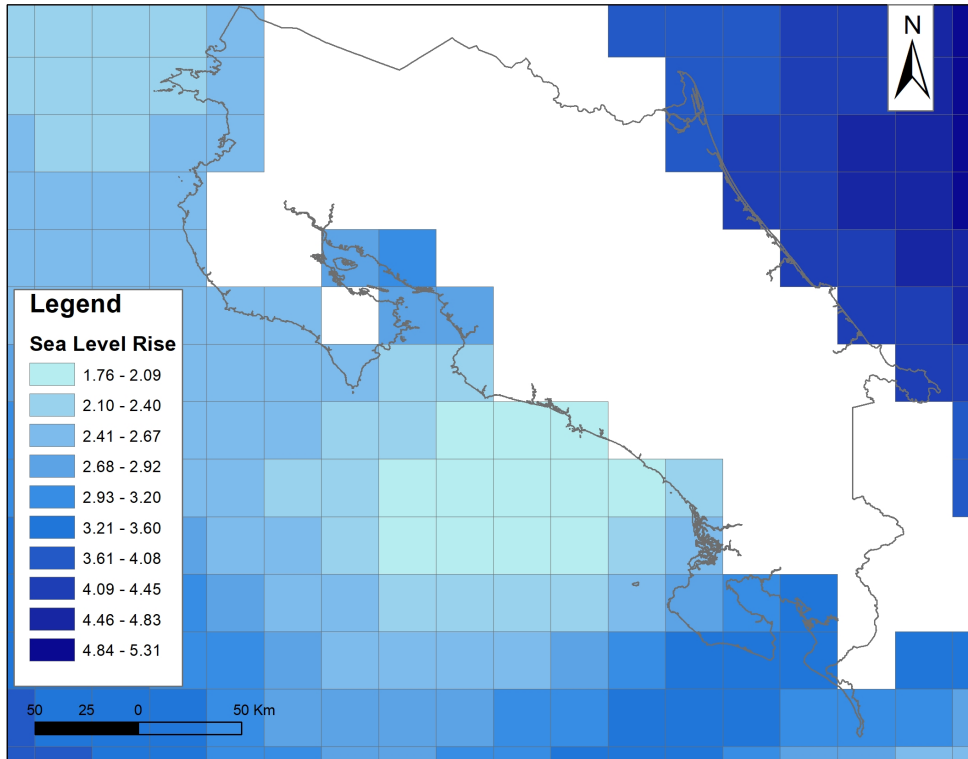 N
Legend
Sea Level Rise
1.76 - 2.09
2.10 - 2.40
2.41 - 2.67
2.68 - 2.92
2.93 - 3.20
3.21 - 3.60
3.61 - 4.08
4.09 - 4.45
4.46 - 4.83
4.84 - 5.31
50 25 0 50 Km